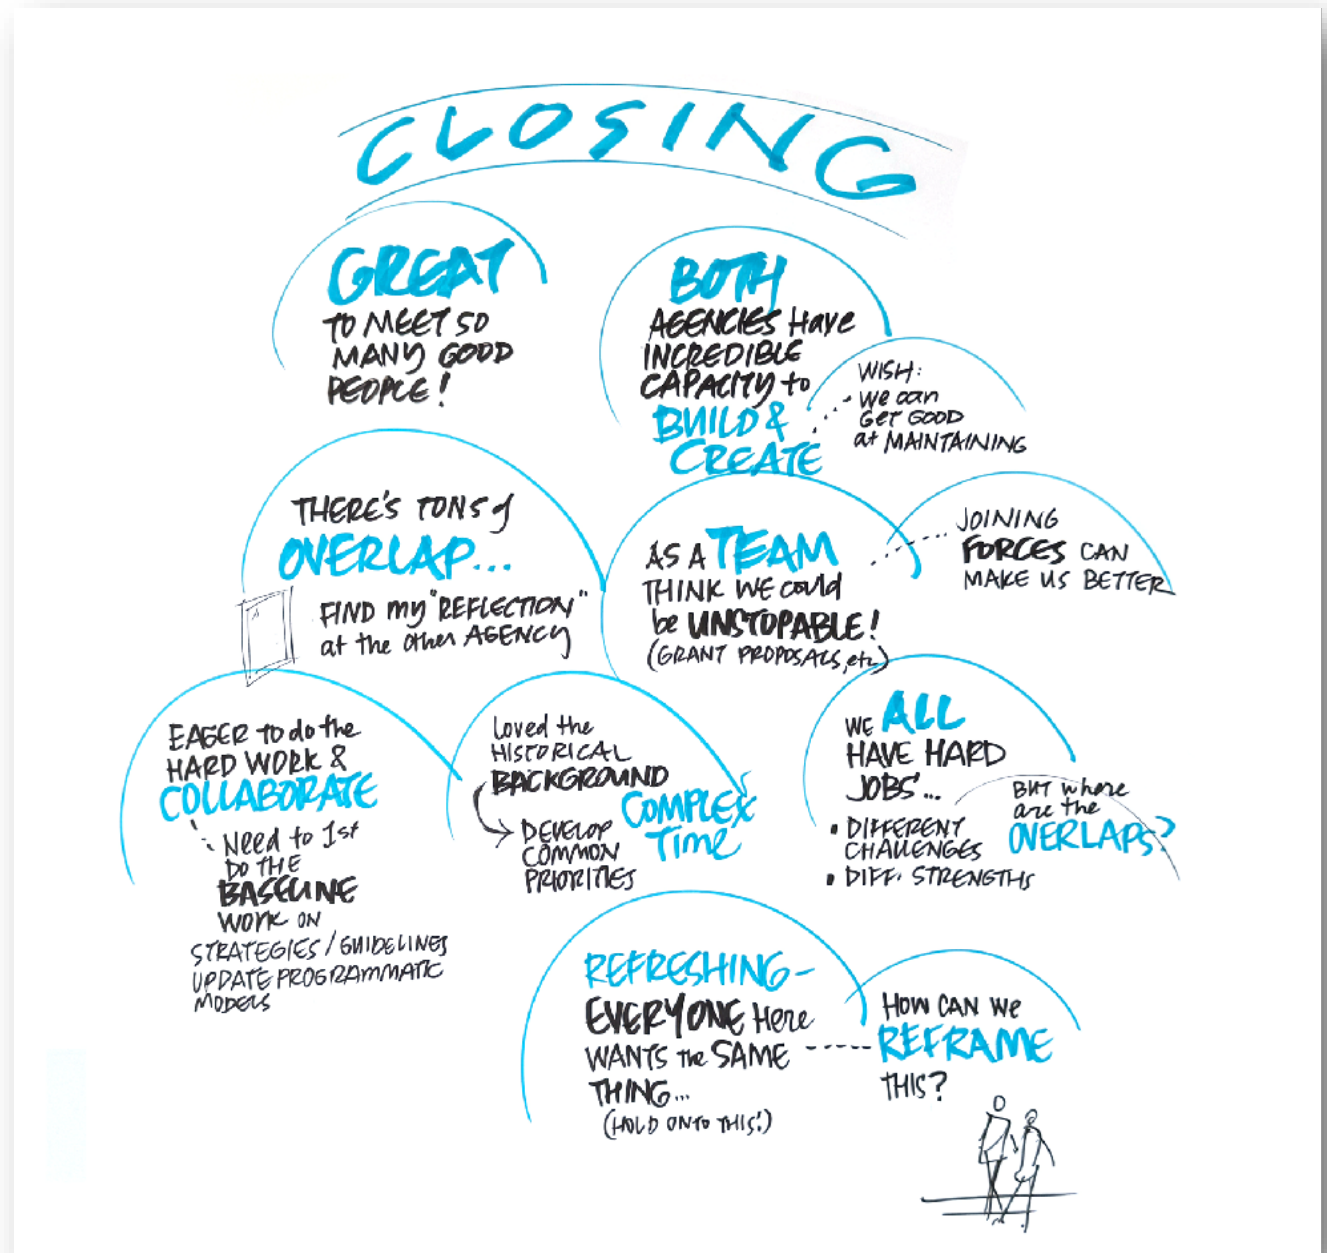 CLOSING
GREAT
TO MEET SO
MANY GOOD
PEOPLE!
BOTH
AGENCIES Have
INCREDIBLE
CAPACITY to
BUILD &
CREATE
WISH:
We can
GET GOOD
at MAINTAINING
THERE'S TONS of
OVERLAP...
FIND my "REFLECTION"
at the other AGENCY
AS A TEAM
THINK WE could
be UNSTOPABLE!
(GRANT PROPOSALS, etc)
JOINING
FORCES CAN
MAKE US BETTER
EAGER to do the
HARD WORK &
COLLABORATE
Need to 1st
DO THE
BASELINE
WORK ON
STRATEGIES / GUIDELINES
UPDATE PROGRAMMATIC
MODELS
Loved the
HISTORICAL
BACKGROUND
DEVELOP
COMMON
PRIORITIES
COMPLEX
Time
WE ALL
HAVE HARD
JOBS...
• DIFFERENT
CHALLENGES
• DIFF. STRENGTHS
BUT where
are the
OVERLAPS?
REFRESHING-
EVERYONE Here
WANTS the SAME
THING...
(HOLD ONTO THIS!)
HOW CAN We
REFRAME
THIS?